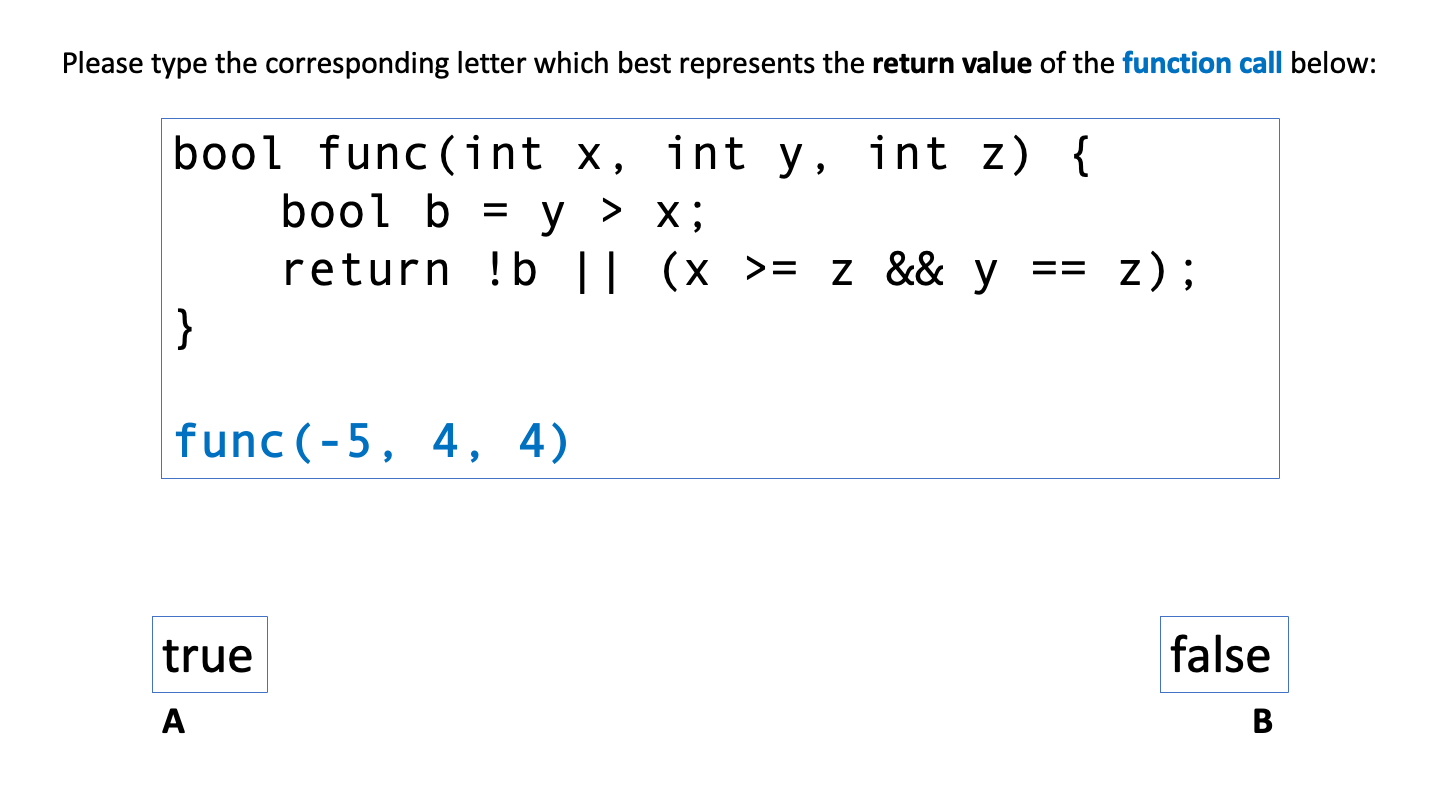 Please type the corresponding letter which best represents the return value of the function call below:
bool func(int x, int y, int z) {
    bool b = y > x;
    return !b || (x >= z && y == z);
}
func(-5, 4, 4)
true
false
A
B